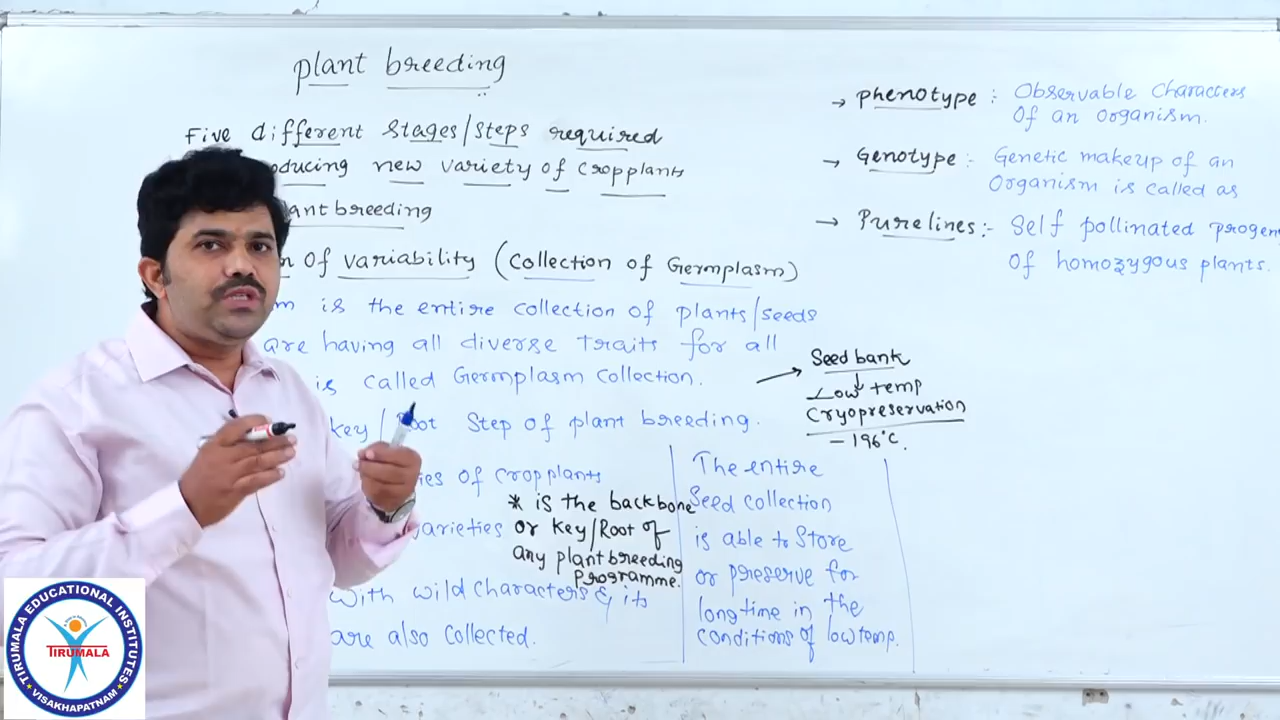 plant breeding
Five different stages/steps required
oducing new variety of cropplants
ant breeding
n of variability (Collection of Germplasm)
m is the entire collection of plants/seeds
are having all diverse traits for all
is called Germplasm collection.
key/Root Step of plant breeding.
ies of cropplants
varieties
* is the backbone
or key/Root of
any plant breeding
programme.
with wild characters & its
are also collected.
The entire
Seed collection
is able to Store
or preserve for
long time in the
conditions of low temp.
Seed bank
Low temp
Cryopreservation
-196°C.
→ Phenotype : Observable Characters
Of an Organism.
→ Genotype :- Genetic makeup of an
Organism is called as
→ Purelines :- Self pollinated progen
of homozygous plants.
TIRUMALA EDUCATIONAL INSTITUTES
TIRUMALA
VISAKHAPATNAM